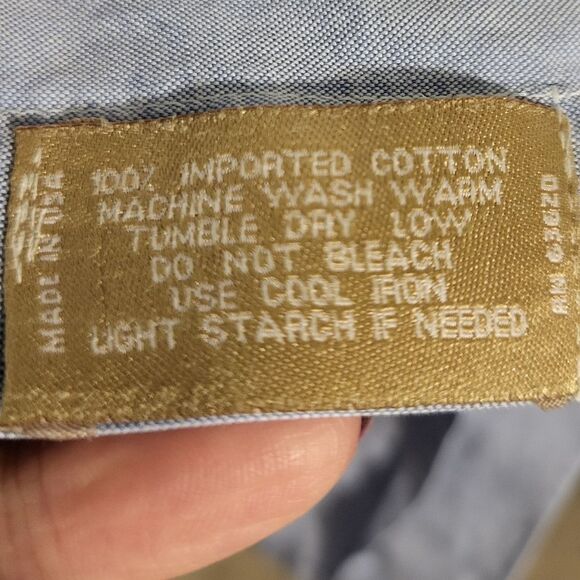 MADE IN USA
100% IMPORTED COTTON
MACHINE WASH WARM
TUMBLE DRY LOW
DO NOT BLEACH
USE COOL IRON
LIGHT STARCH IF NEEDED
RN 63620